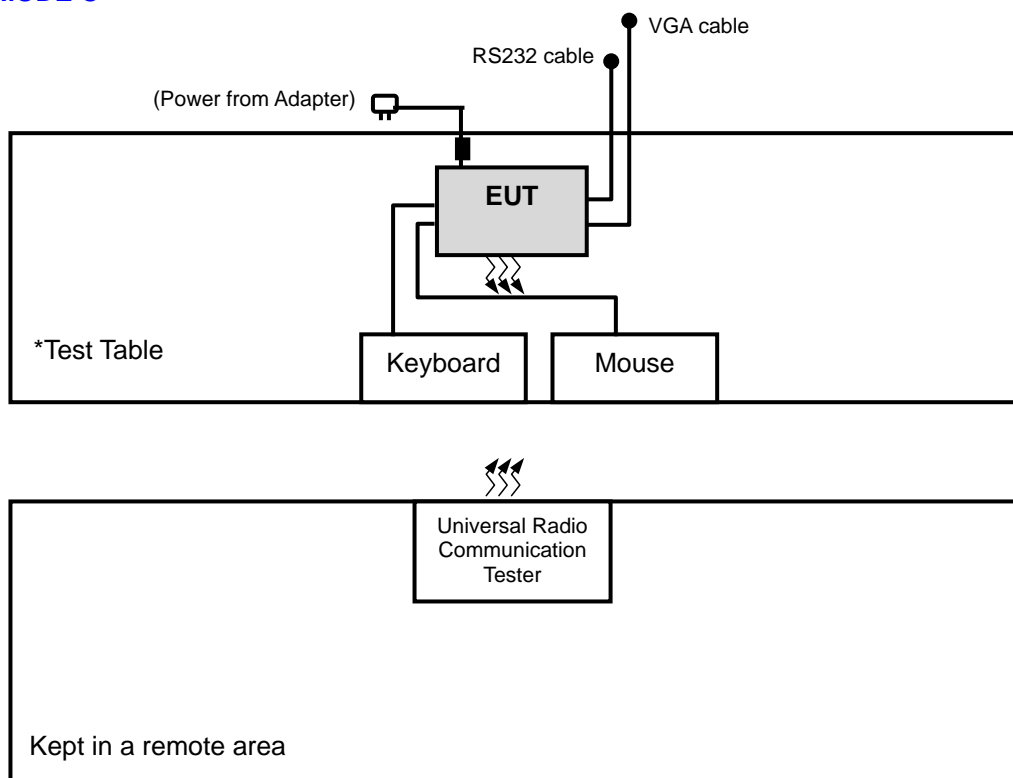 VGA cable
RS232 cable
(Power from Adapter)
EUT
*Test Table
Keyboard
Mouse
Universal Radio
Communication
Tester
Kept in a remote area